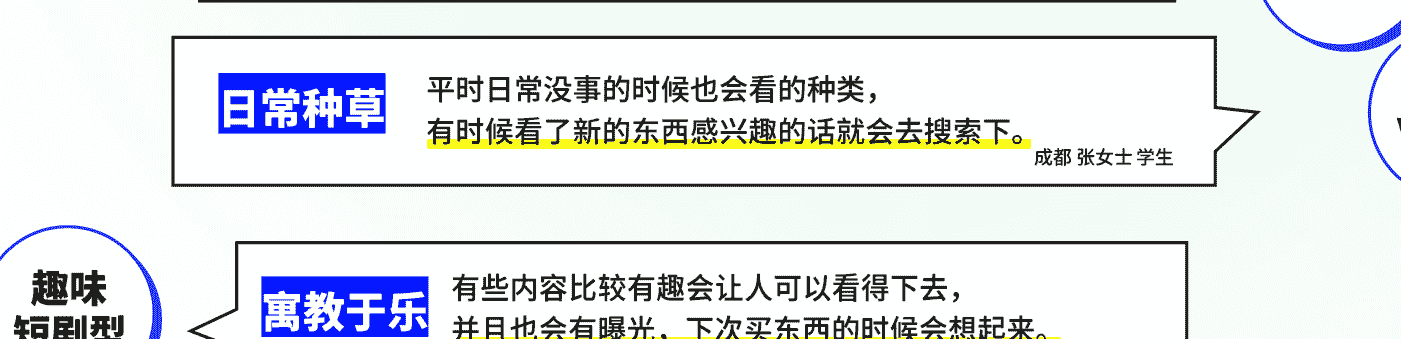 日常种草
平时日常没事的时候也会看的种类，
有时候看了新的东西感兴趣的话就会去搜索下。
成都 张女士 学生
趣味
短剧型
寓教于乐
有些内容比较有趣会让人可以看得下去，
并且也会有曝光，下次买东西的时候会想起来。